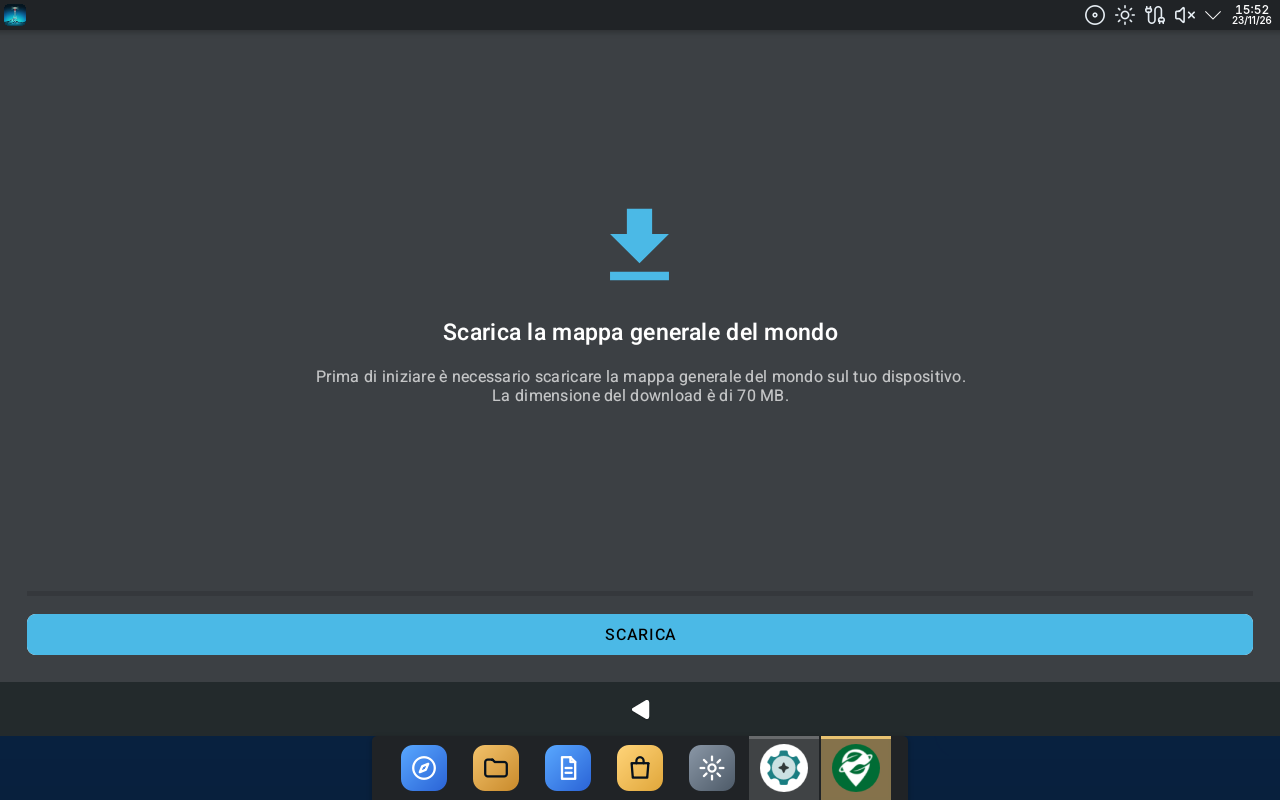 15:52
23/11/26
Scarica la mappa generale del mondo
Prima di iniziare è necessario scaricare la mappa generale del mondo sul tuo dispositivo.
La dimensione del download è di 70 MB.
SCARICA